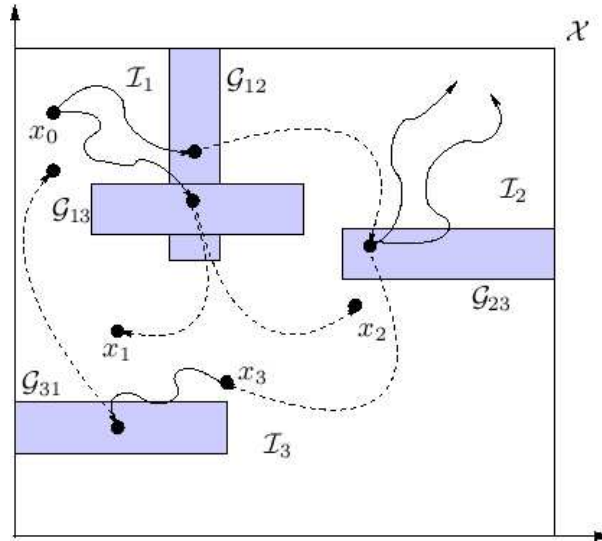 𝒳
ℐ₁
𝒢₁₂
x₀
ℐ₂
𝒢₁₃
𝒢₂₃
x₁
x₂
x₃
𝒢₃₁
ℐ₃